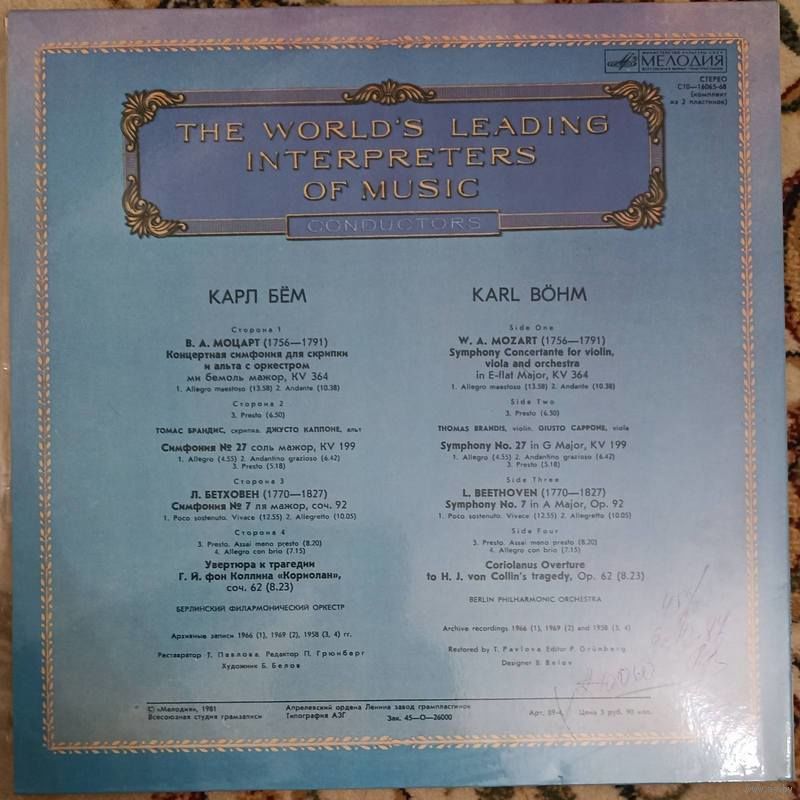 МИНИСТЕРСТВО КУЛЬТУРЫ СССР
МЕЛОДИЯ
СТЕРЕО
С10—16065-68
(комплект
из 2 пластинок)
THE WORLD'S LEADING
INTERPRETERS
OF MUSIC
CONDUCTORS
КАРЛ БЁМ
Сторона 1
В. А. МОЦАРТ (1756—1791)
Концертная симфония для скрипки
и альта с оркестром
ми бемоль мажор, KV 364
1. Allegro maestoso (13.58) 2. Andante (10.38)
Сторона 2
3. Presto (6.50)
ТОМАС БРАНДИС, скрипка, ДЖУСТО КАППОНЕ, альт
Симфония № 27 соль мажор, KV 199
1. Allegro (4.55) 2. Andantino grazioso (6.42)
3. Presto (5.18)
Сторона 3
Л. БЕТХОВЕН (1770—1827)
Симфония № 7 ля мажор, соч. 92
1. Poco sostenuto. Vivace (12.55) 2. Allegretto (10.05)
Сторона 4
3. Presto. Assai meno presto (8.20)
4. Allegro con brio (7.15)
Увертюра к трагедии
Г. Й. фон Коллина «Кориолан»,
соч. 62 (8.23)
БЕРЛИНСКИЙ ФИЛАРМОНИЧЕСКИЙ ОРКЕСТР
Архивные записи 1966 (1), 1969 (2), 1958 (3, 4) гг.
Реставратор Т. Павлова. Редактор П. Грюнберг
Художник Б. Белов
KARL BÖHM
Side One
W. A. MOZART (1756—1791)
Symphony Concertante for violin,
viola and orchestra
in E-flat Major, KV 364
1. Allegro maestoso (13.58) 2. Andante (10.38)
Side Two
3. Presto (6.50)
THOMAS BRANDIS, violin, GIUSTO CAPPONE, viola
Symphony No. 27 in G Major, KV 199
1. Allegro (4.55) 2. Andantino grazioso (6.42)
3. Presto (5.18)
Side Three
L. BEETHOVEN (1770—1827)
Symphony No. 7 in A Major, Op. 92
1. Poco sostenuto. Vivace (12.55) 2. Allegretto (10.05)
Side Four
3. Presto. Assai meno presto (8.20)
4. Allegro con brio (7.15)
Coriolanus Overture
to H. J. von Collin's tragedy, Op. 62 (8.23)
BERLIN PHILHARMONIC ORCHESTRA
Archive recordings 1966 (1), 1969 (2) and 1958 (3, 4)
Restored by T. Pavlova Editor P. Grünberg
Designer B. Belov
© «Мелодия», 1981
Всесоюзная студия грамзаписи
Апрелевский ордена Ленина завод грампластинок
Типография АЗГ Зак. 45—О—26000
Арт. 89-4. Цена 3 руб. 90 коп.